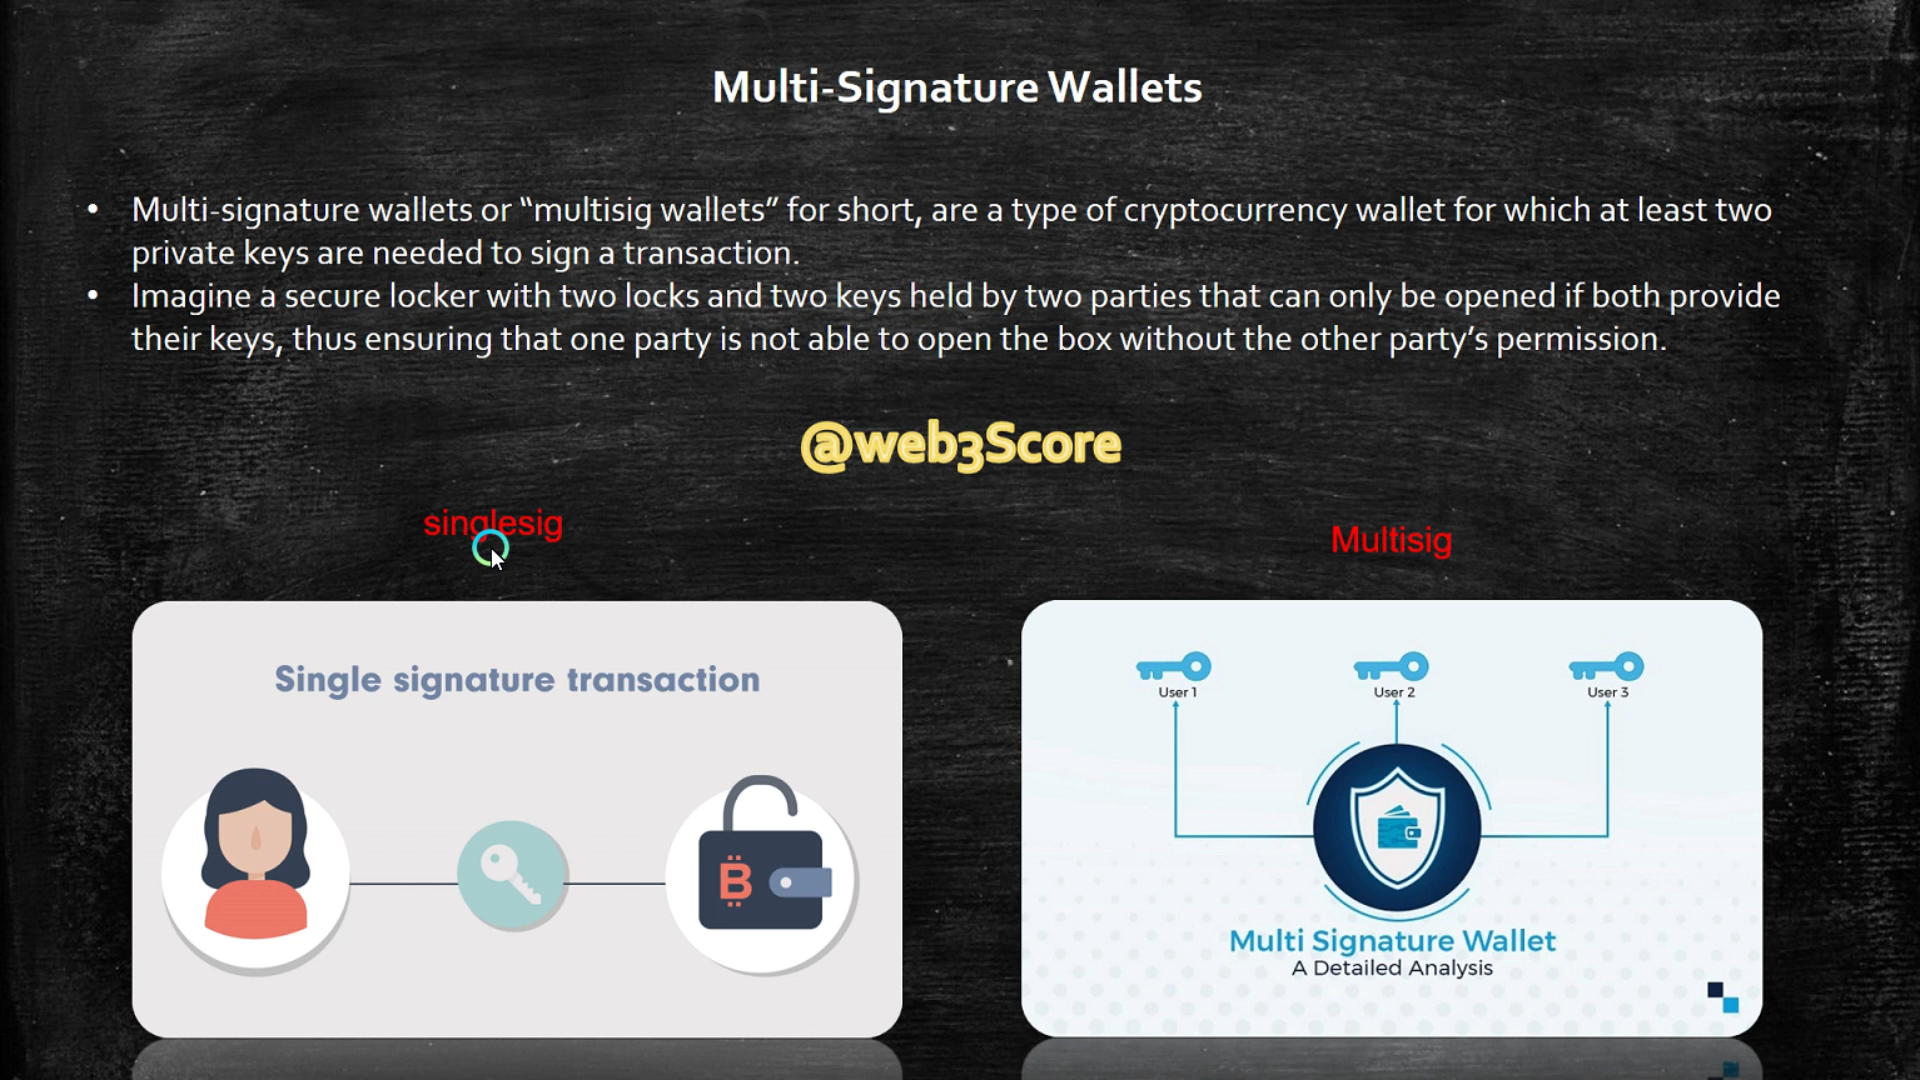 Multi-Signature Wallets
• Multi-signature wallets or “multisig wallets” for short, are a type of cryptocurrency wallet for which at least two
private keys are needed to sign a transaction.
• Imagine a secure locker with two locks and two keys held by two parties that can only be opened if both provide
their keys, thus ensuring that one party is not able to open the box without the other party’s permission.
@web3Score
singlesig
Multisig
Single signature transaction
User 1
User 2
User 3
Multi Signature Wallet
A Detailed Analysis